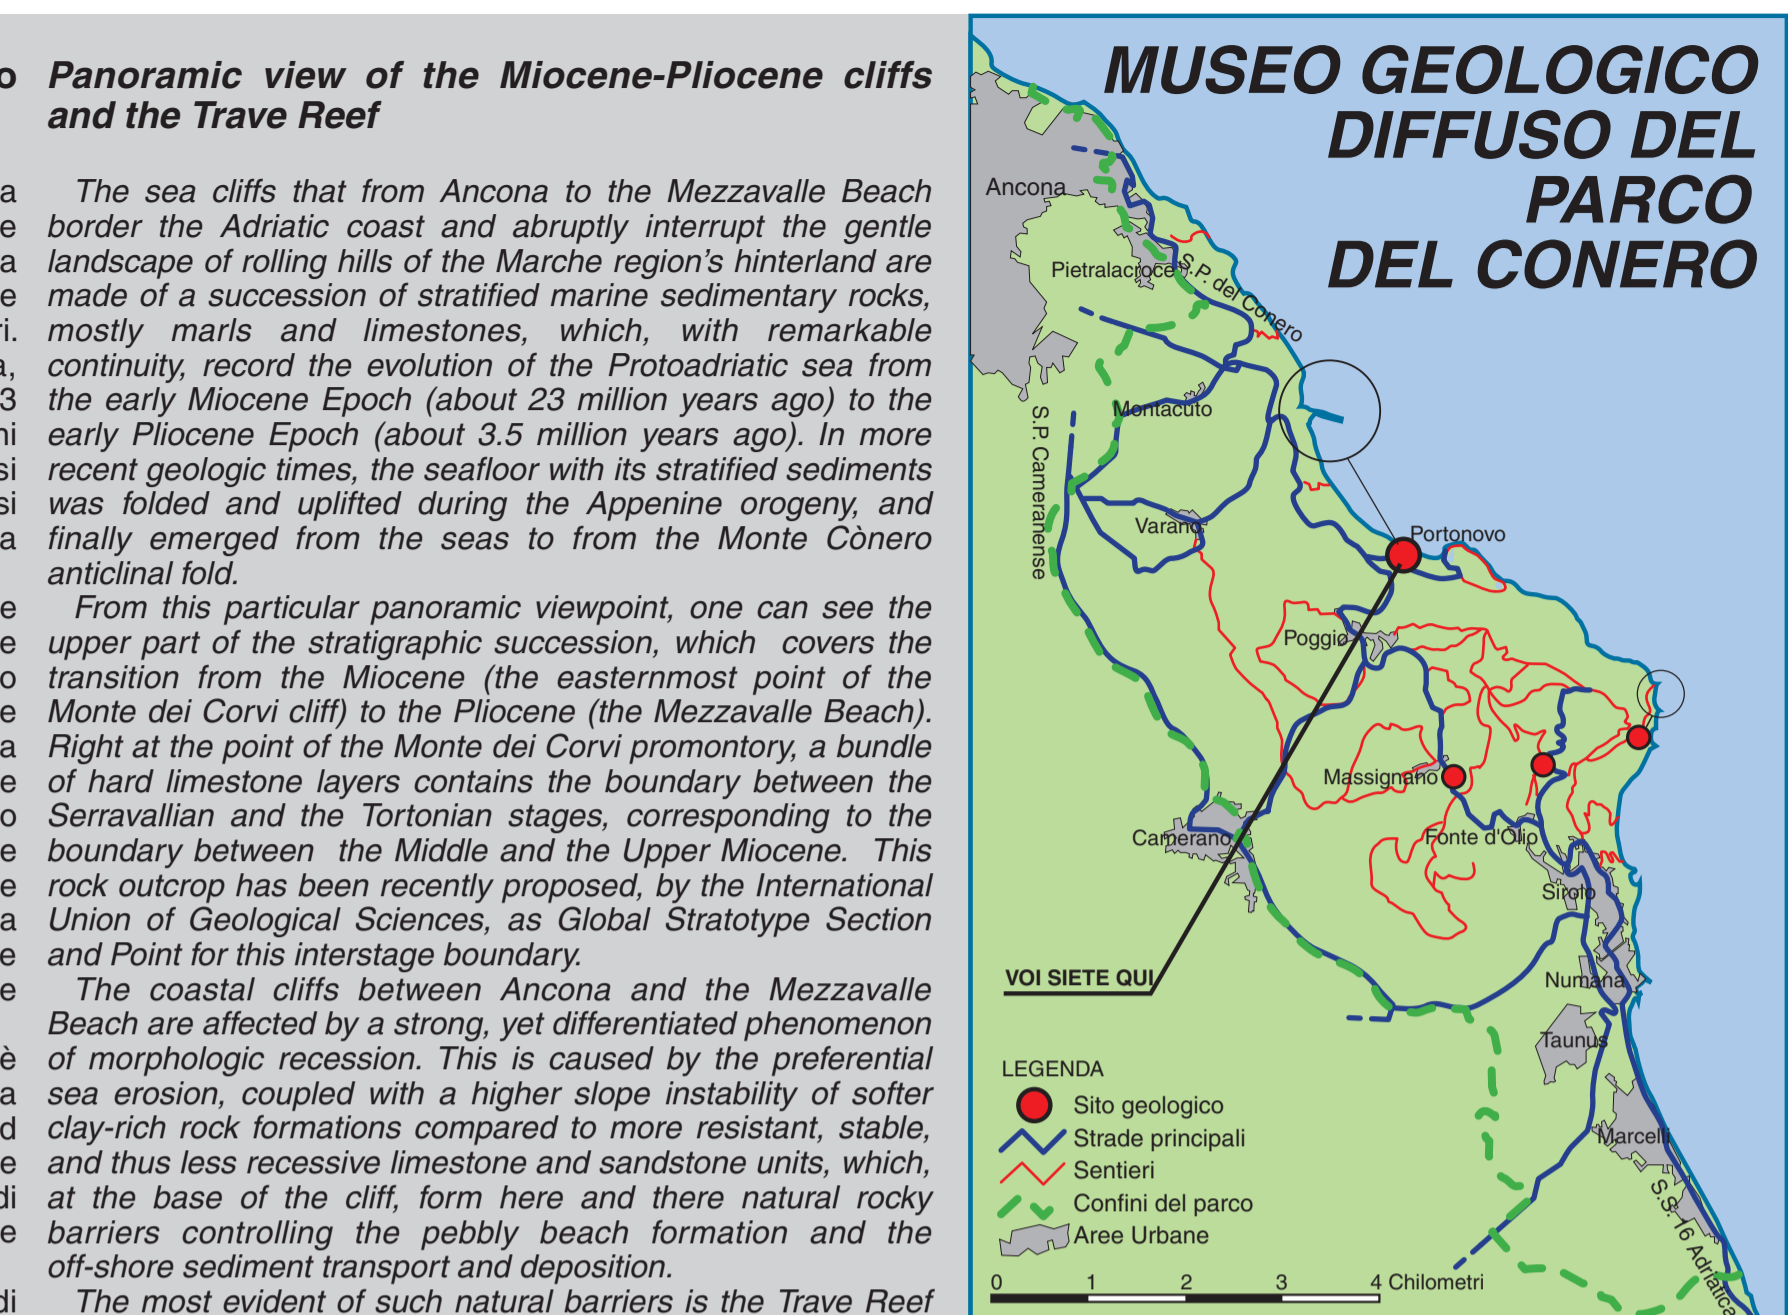 o
a
e
a
e
ri.
a,
3
ni
si
si
a
e
e
o
e
a
e
o
e
e
a
e
e
è
a
d
e
di
e
di
Panoramic view of the Miocene-Pliocene cliffs
and the Trave Reef
The sea cliffs that from Ancona to the Mezzavalle Beach
border the Adriatic coast and abruptly interrupt the gentle
landscape of rolling hills of the Marche region's hinterland are
made of a succession of stratified marine sedimentary rocks,
mostly marls and limestones, which, with remarkable
continuity, record the evolution of the Protoadriatic sea from
the early Miocene Epoch (about 23 million years ago) to the
early Pliocene Epoch (about 3.5 million years ago). In more
recent geologic times, the seafloor with its stratified sediments
was folded and uplifted during the Appenine orogeny, and
finally emerged from the seas to from the Monte Cònero
anticlinal fold.
From this particular panoramic viewpoint, one can see the
upper part of the stratigraphic succession, which covers the
transition from the Miocene (the easternmost point of the
Monte dei Corvi cliff) to the Pliocene (the Mezzavalle Beach).
Right at the point of the Monte dei Corvi promontory, a bundle
of hard limestone layers contains the boundary between the
Serravallian and the Tortonian stages, corresponding to the
boundary between the Middle and the Upper Miocene. This
rock outcrop has been recently proposed, by the International
Union of Geological Sciences, as Global Stratotype Section
and Point for this interstage boundary.
The coastal cliffs between Ancona and the Mezzavalle
Beach are affected by a strong, yet differentiated phenomenon
of morphologic recession. This is caused by the preferential
sea erosion, coupled with a higher slope instability of softer
clay-rich rock formations compared to more resistant, stable,
and thus less recessive limestone and sandstone units, which,
at the base of the cliff, form here and there natural rocky
barriers controlling the pebbly beach formation and the
off-shore sediment transport and deposition.
The most evident of such natural barriers is the Trave Reef
MUSEO GEOLOGICO
DIFFUSO DEL
PARCO
DEL CONERO
Ancona
Pietralacroce
S.P. del Conero
Montacuto
S.P. Cameranense
Varano
Portonovo
Poggio
Massignano
Camerano
Fonte d'Olio
Sirolo
Numana
Taunus
Marcelli
S.S. 16 Adriatica
VOI SIETE QUI
LEGENDA
Sito geologico
Strade principali
Sentieri
Confini del parco
Aree Urbane
0 1 2 3 4 Chilometri